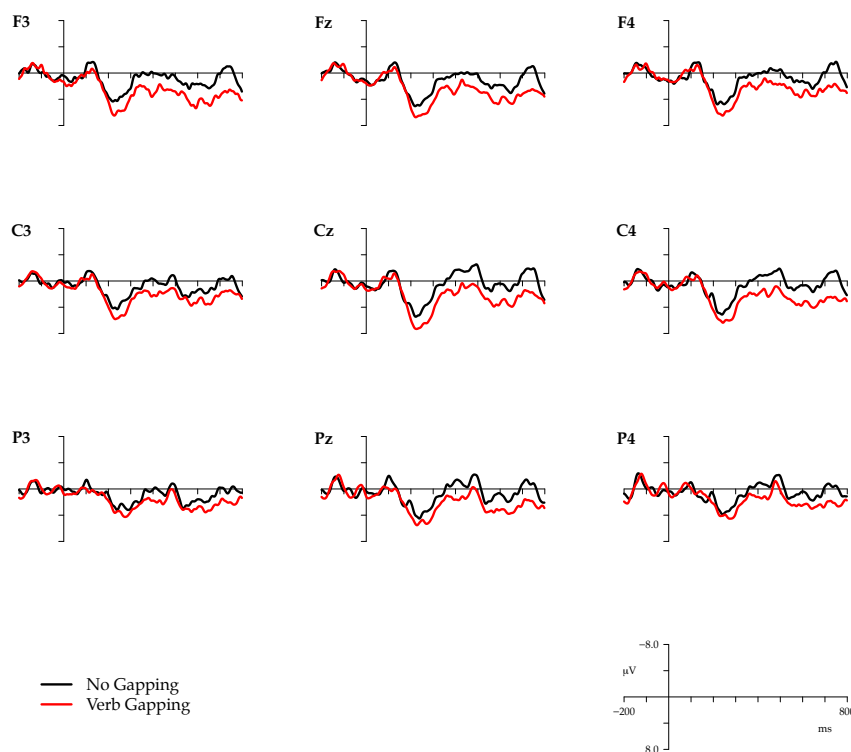 F3 Fz F4
C3 Cz C4
P3 Pz P4
No Gapping
Verb Gapping
−8.0
μV
−200 800
ms
8.0